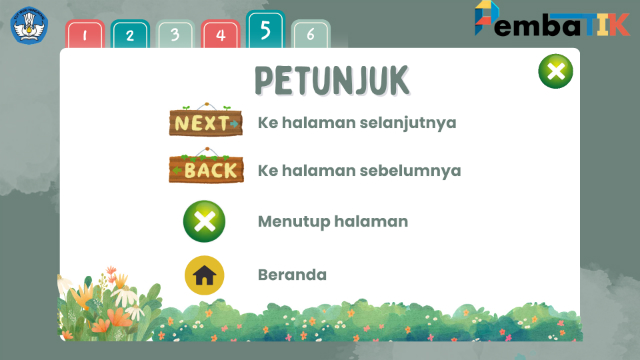 1 2 3 4 5 6
PembaTIK
PETUNJUK
NEXT Ke halaman selanjutnya
BACK Ke halaman sebelumnya
Menutup halaman
Beranda